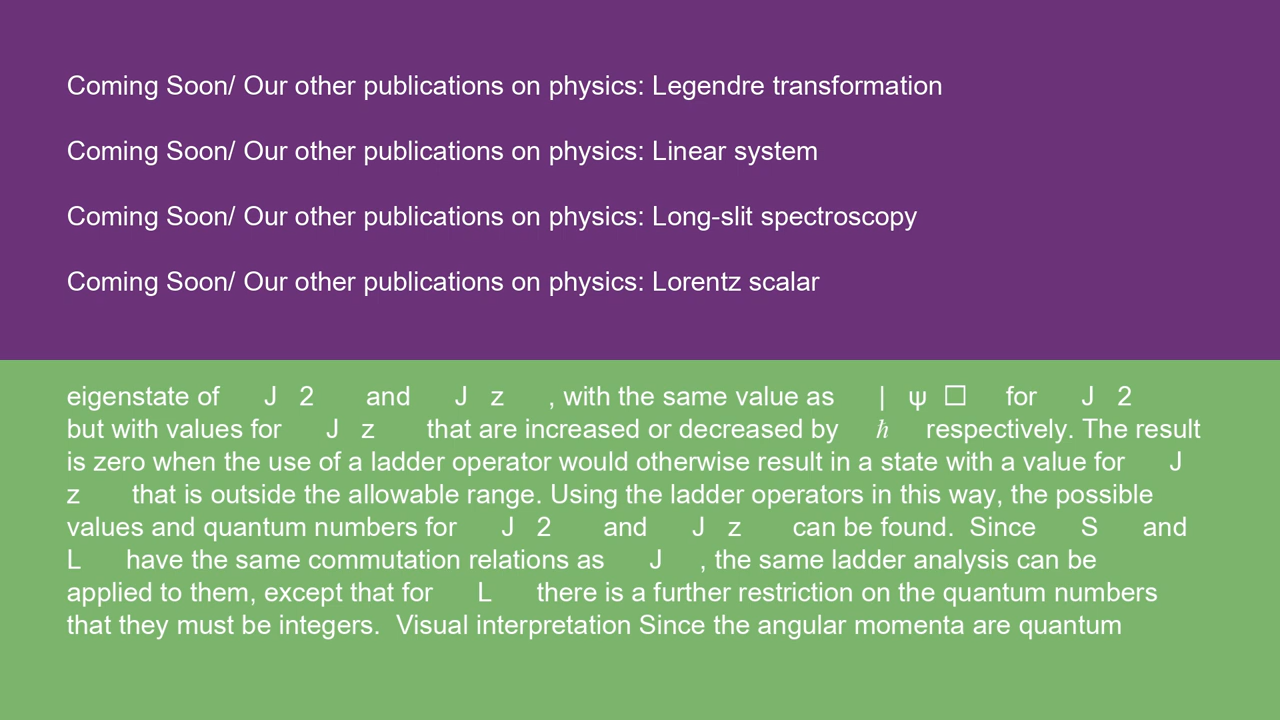 Coming Soon/ Our other publications on physics: Legendre transformation
Coming Soon/ Our other publications on physics: Linear system
Coming Soon/ Our other publications on physics: Long-slit spectroscopy
Coming Soon/ Our other publications on physics: Lorentz scalar
eigenstate of J 2 and J z , with the same value as | ψ □ for J 2
but with values for J z that are increased or decreased by ℏ respectively. The result
is zero when the use of a ladder operator would otherwise result in a state with a value for J
z that is outside the allowable range. Using the ladder operators in this way, the possible
values and quantum numbers for J 2 and J z can be found. Since S and
L have the same commutation relations as J , the same ladder analysis can be
applied to them, except that for L there is a further restriction on the quantum numbers
that they must be integers. Visual interpretation Since the angular momenta are quantum